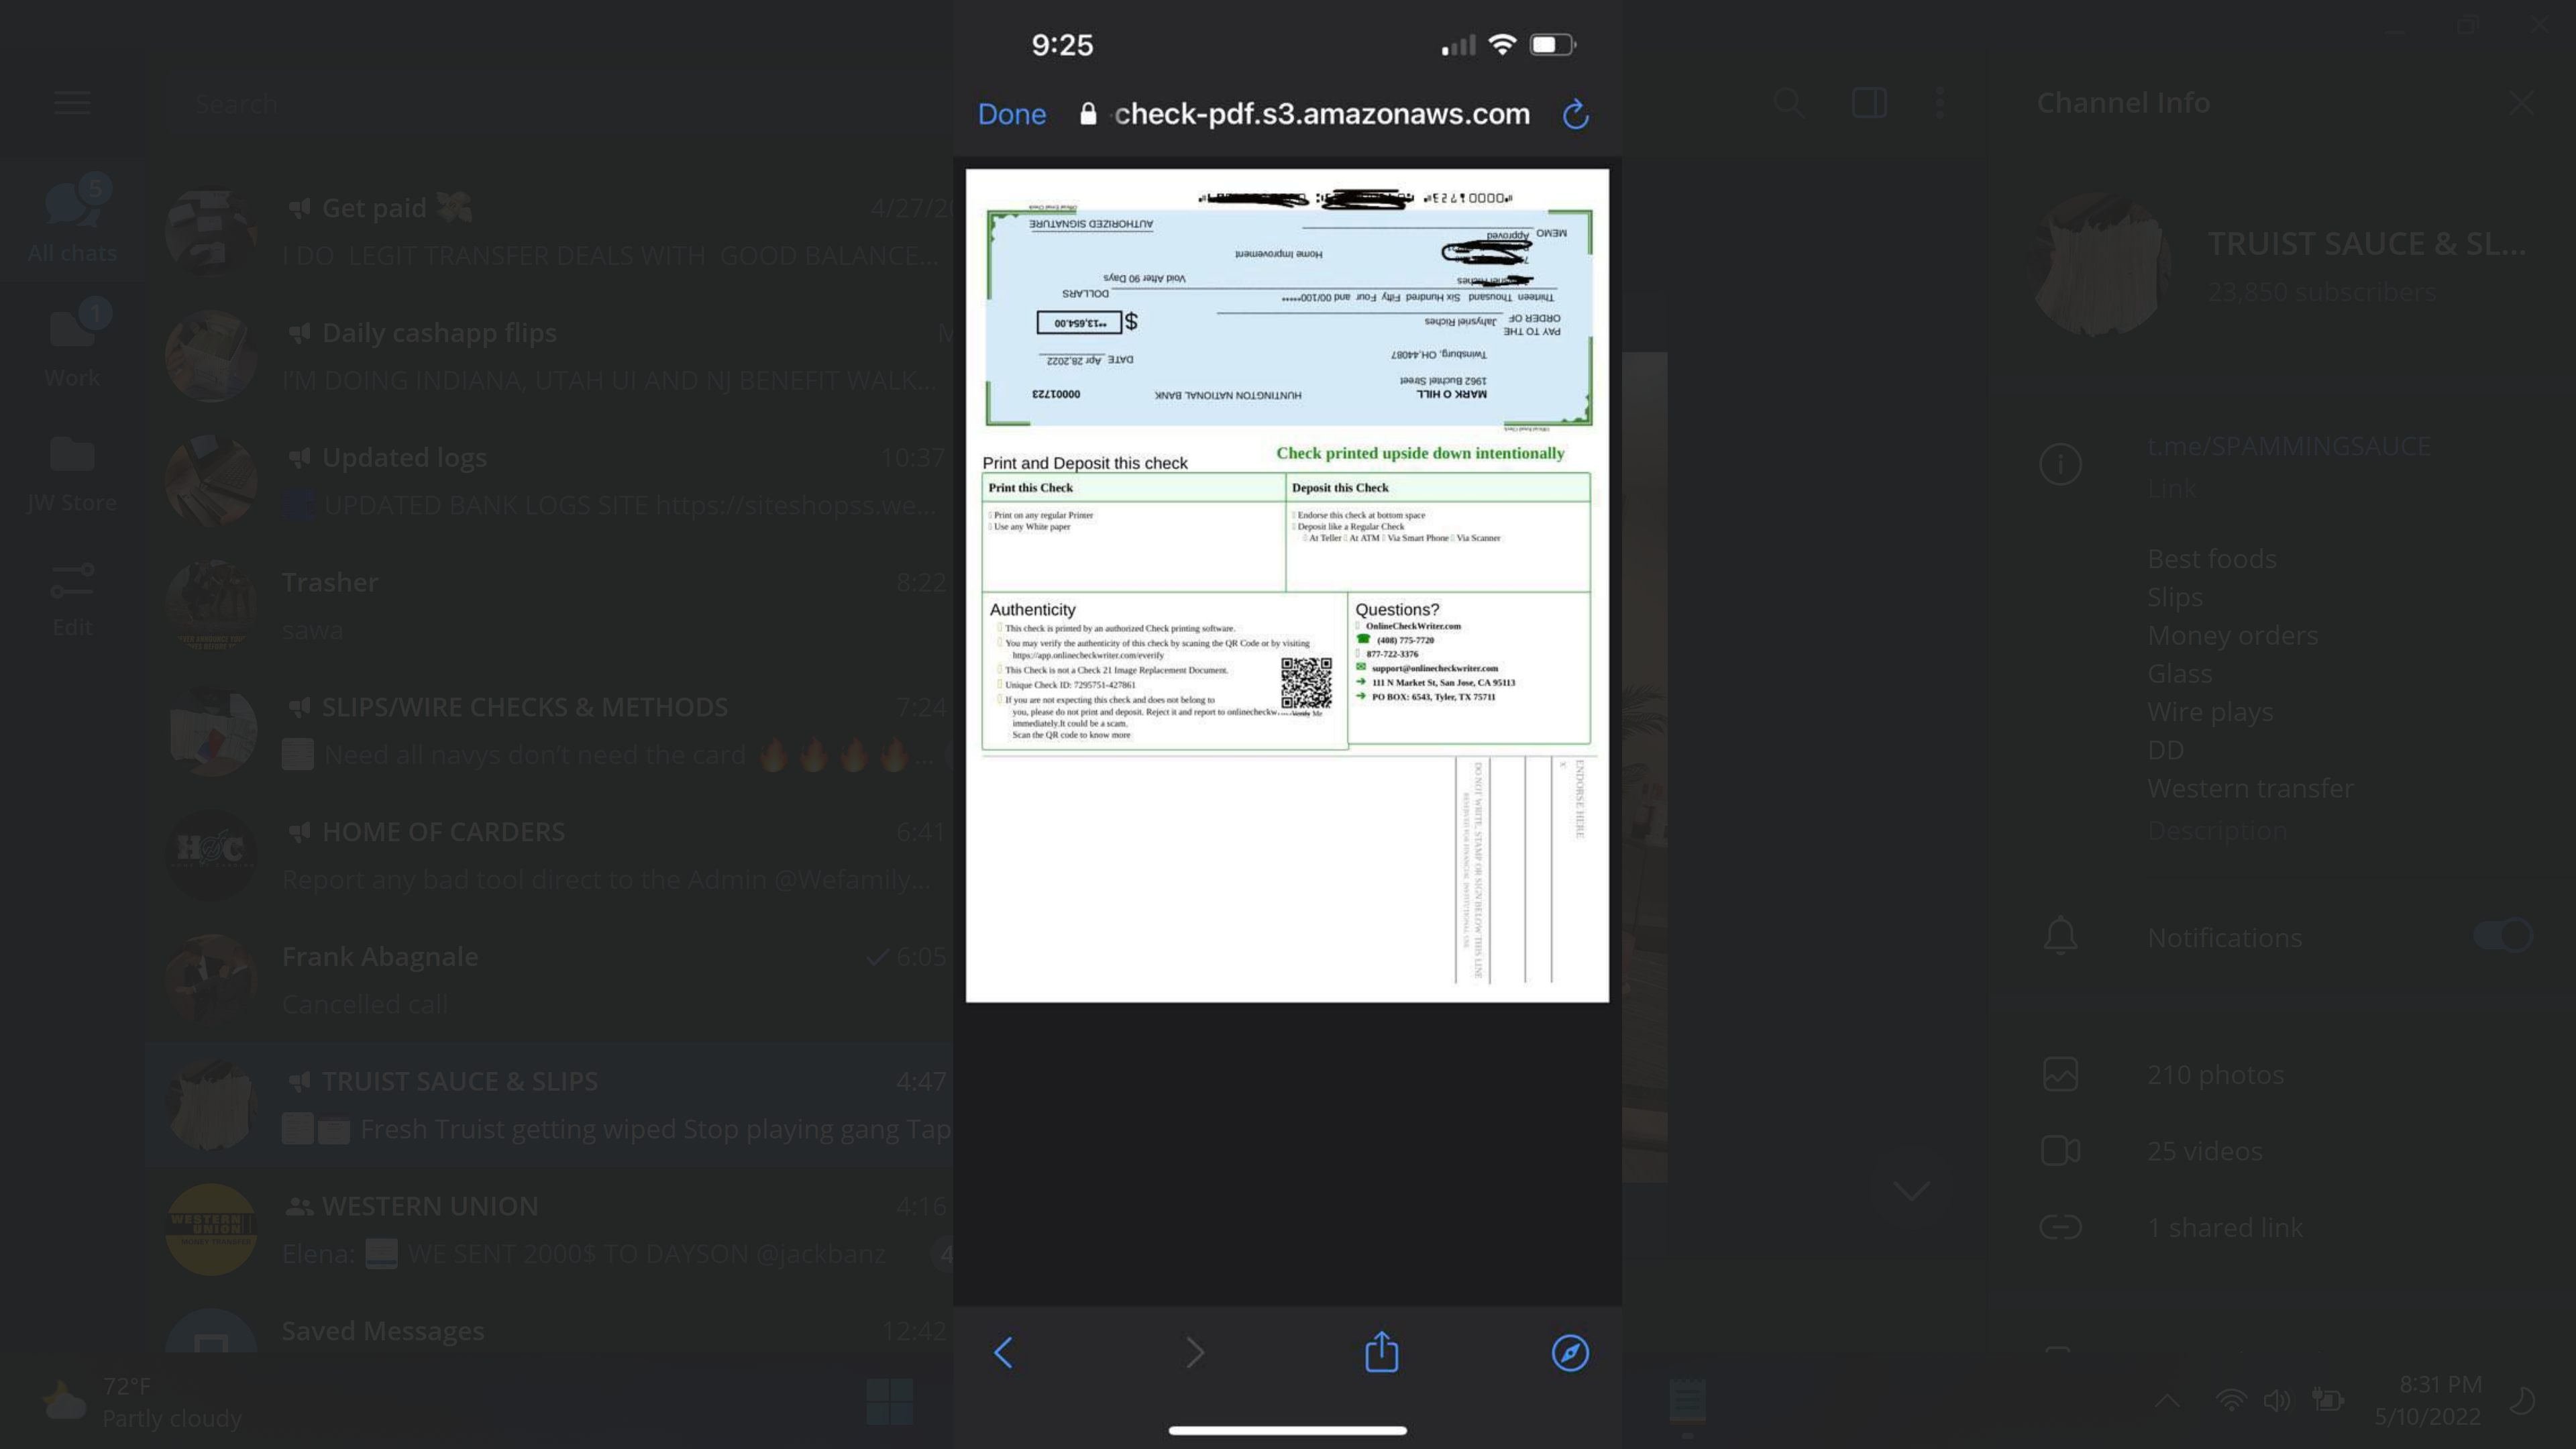 9:25
Search
Channel Info
Done
check-pdf.s3.amazonaws.com
5
All chats
1
Work
JW Store
Edit
Get paid
I DO LEGIT TRANSFER DEALS WITH GOOD BALANCE...
Daily cashapp flips
I'M DOING INDIANA, UTAH UI AND NJ BENEFIT WALK...
Updated logs 10:37
UPDATED BANK LOGS SITE https://siteshopss.we...
Trasher 8:22
sawa
SLIPS/WIRE CHECKS & METHODS 7:24
Need all navys don't need the card 🔥🔥🔥🔥...
HOME OF CARDERS 6:41
Report any bad tool direct to the Admin @Wefamily...
Frank Abagnale 6:05
Cancelled call
TRUIST SAUCE & SLIPS 4:47
Fresh Truist getting wiped Stop playing gang Tap
WESTERN UNION 4:16
Elena: WE SENT 2000$ TO DAYSON @jackbanz
Saved Messages 12:42
MARK O HILL
1962 Buchtel Street
Twinsburg, OH,44087
HUNTINGTON NATIONAL BANK
00001723
DATE Apr 28,2022
PAY TO THE
ORDER OF Jahysriel Riches
$ **13,654.00
Thirteen Thousand Six Hundred Fifty Four and 00/100*****
DOLLARS
Void After 90 Days
Home Improvement
MEMO Approved
AUTHORIZED SIGNATURE
Check printed upside down intentionally
Print and Deposit this check
Print this Check
Print on any regular Printer
Use any White paper
Deposit this Check
Endorse this check at bottom space
Deposit like a Regular Check
At Teller At ATM Via Smart Phone Via Scanner
Authenticity
This check is printed by an authorized Check printing software.
You may verify the authenticity of this check by scaning the QR Code or by visiting
https://app.onlinecheckwriter.com/everify
This Check is not a Check 21 Image Replacement Document.
Unique Check ID: 7295751-427861
If you are not expecting this check and does not belong to
you, please do not print and deposit. Reject it and report to onlinecheckw...
immediately.It could be a scam.
Scan the QR code to know more
Verify Me
Questions?
OnlineCheckWriter.com
(408) 775-7720
877-722-3376
support@onlinecheckwriter.com
111 N Market St, San Jose, CA 95113
PO BOX: 6543, Tyler, TX 75711
ENDORSE HERE
X
DO NOT WRITE, STAMP OR SIGN BELOW THIS LINE
RESERVED FOR FINANCIAL INSTITUTIONAL USE
TRUIST SAUCE & SL...
23,850 subscribers
t.me/SPAMMINGSAUCE
Link
Best foods
Slips
Money orders
Glass
Wire plays
DD
Western transfer
Description
Notifications
210 photos
25 videos
1 shared link
72°F
Partly cloudy
8:31 PM
5/10/2022